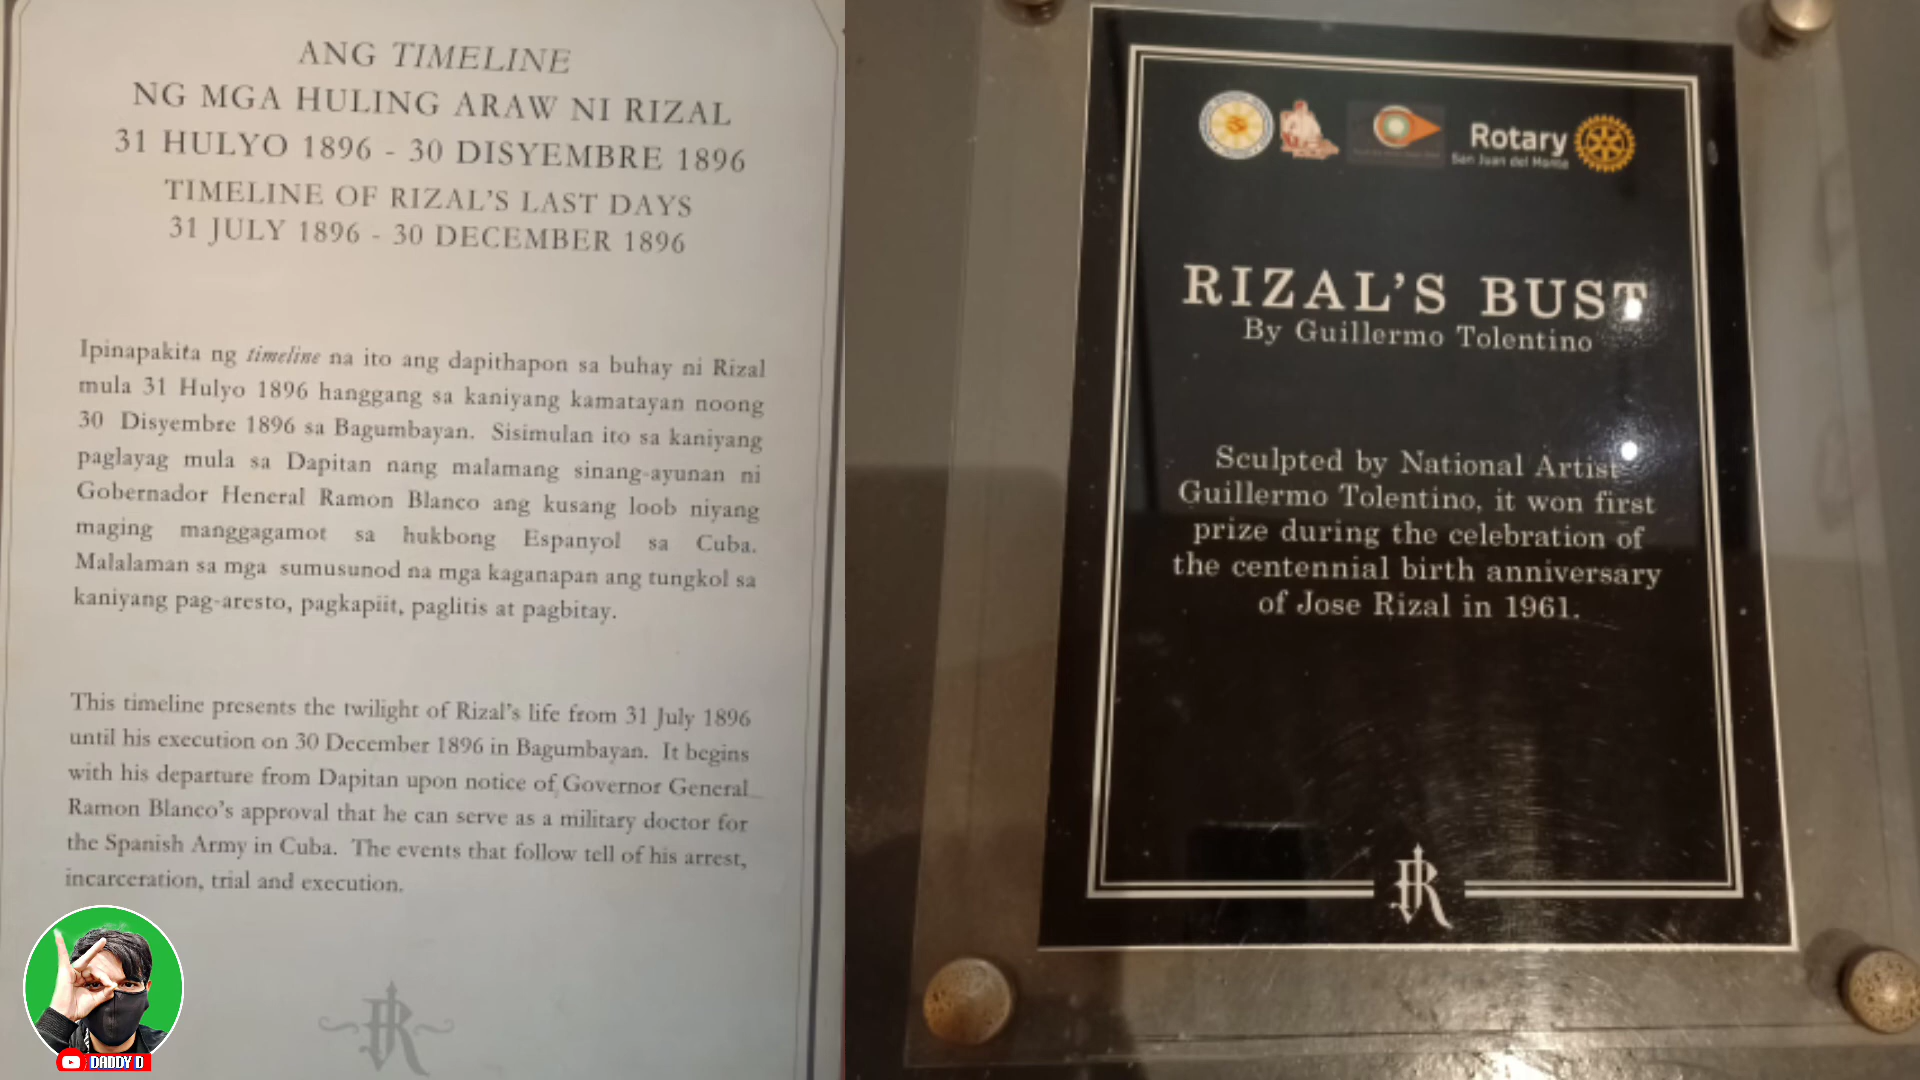 ANG TIMELINE
NG MGA HULING ARAW NI RIZAL
31 HULYO 1896 - 30 DISYEMBRE 1896
TIMELINE OF RIZAL'S LAST DAYS
31 JULY 1896 - 30 DECEMBER 1896
Ipinapakita ng timeline na ito ang dapithapon sa buhay ni Rizal
mula 31 Hulyo 1896 hanggang sa kaniyang kamatayan noong
30 Disyembre 1896 sa Bagumbayan. Sisimulan ito sa kaniyang
paglayag mula sa Dapitan nang malamang sinang-ayunan ni
Gobernador Heneral Ramon Blanco ang kusang loob niyang
maging manggagamot sa hukbong Espanyol sa Cuba.
Malalaman sa mga sumusunod na mga kaganapan ang tungkol sa
kaniyang pag-aresto, pagkapiit, paglitis at pagbitay.
This timeline presents the twilight of Rizal's life from 31 July 1896
until his execution on 30 December 1896 in Bagumbayan. It begins
with his departure from Dapitan upon notice of Governor General
Ramon Blanco's approval that he can serve as a military doctor for
the Spanish Army in Cuba. The events that follow tell of his arrest,
incarceration, trial and execution.
JR
DADDY D
Rotary
San Juan del Monte
RIZAL'S BUST
By Guillermo Tolentino
Sculpted by National Artist
Guillermo Tolentino, it won first
prize during the celebration of
the centennial birth anniversary
of Jose Rizal in 1961.
JR